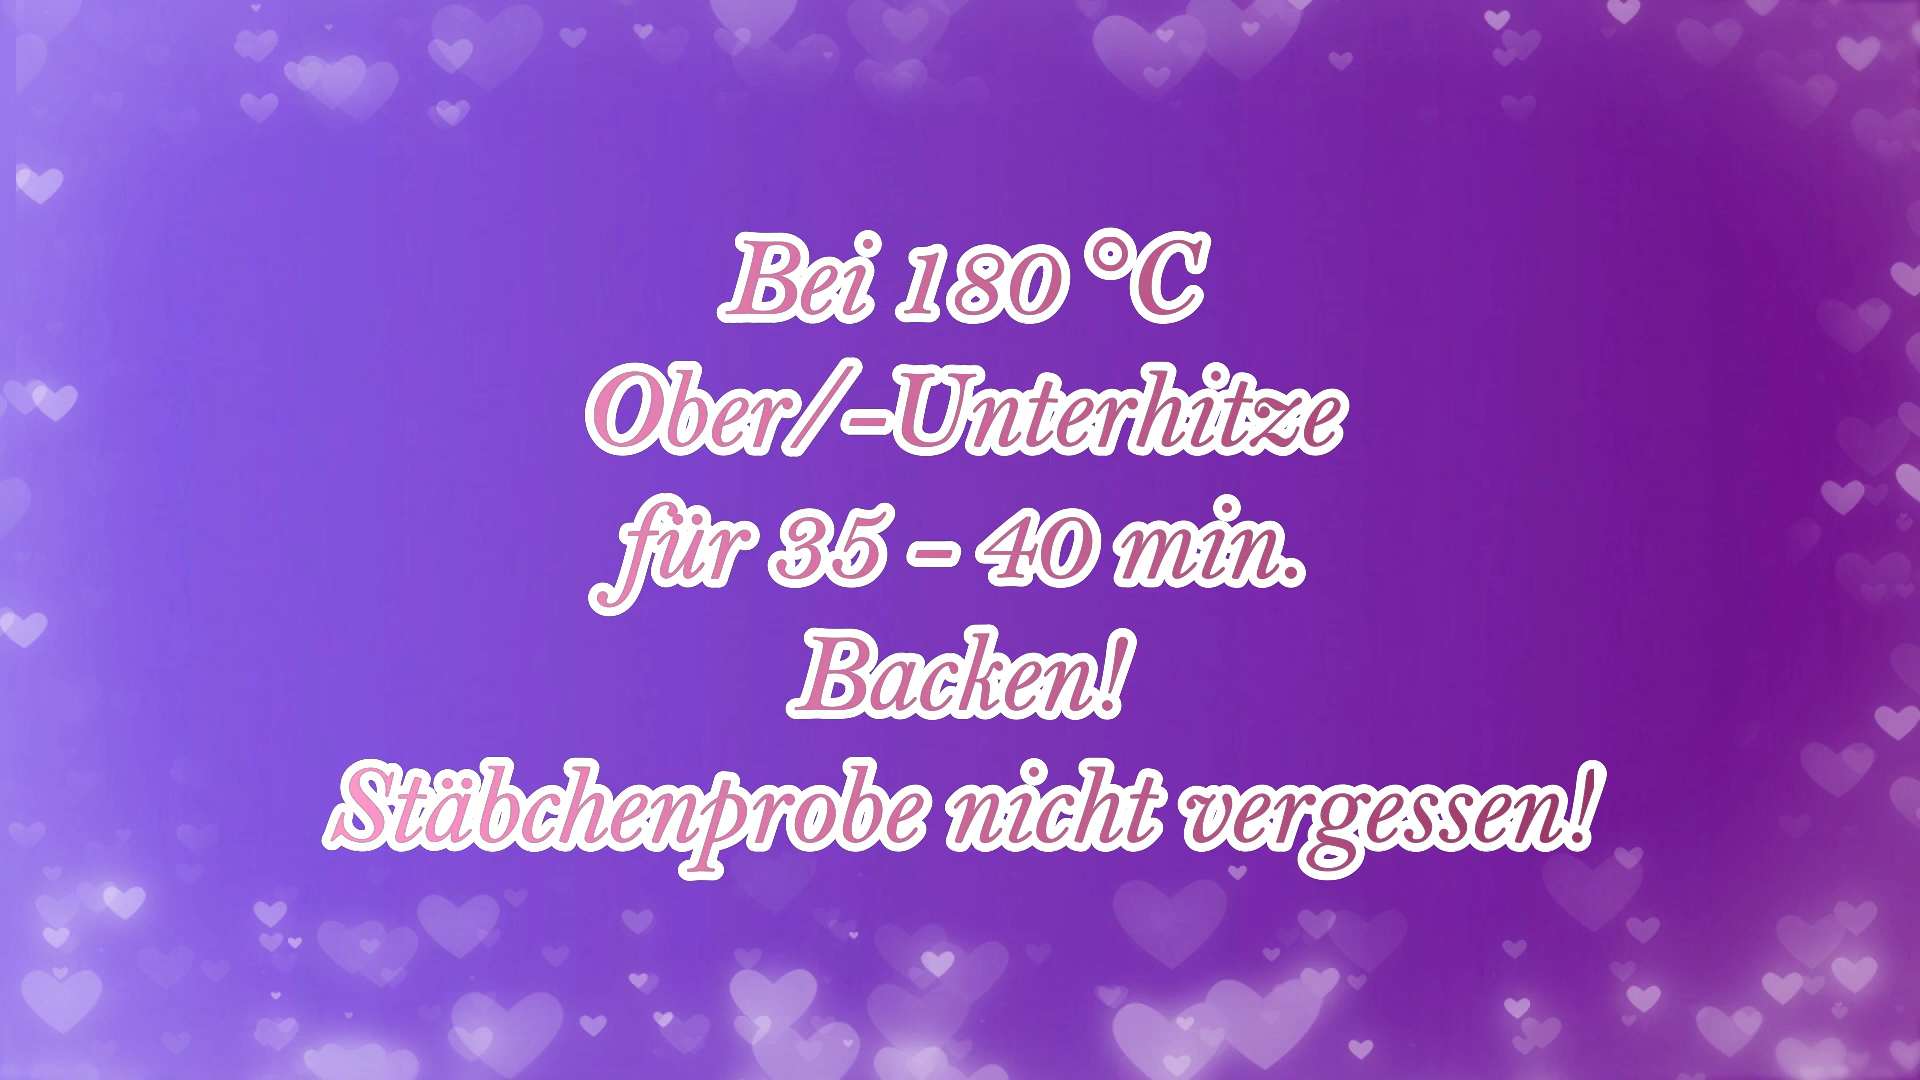 Bei 180 °C
Ober/-Unterhitze
für 35 - 40 min.
Backen!
Stäbchenprobe nicht vergessen!